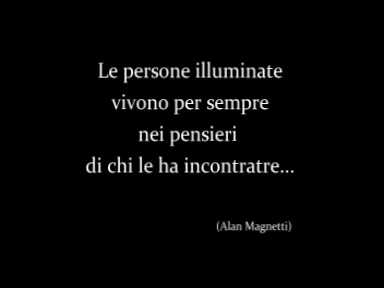 Le persone illuminate
vivono per sempre
nei pensieri
di chi le ha incontratre...
(Alan Magnetti)